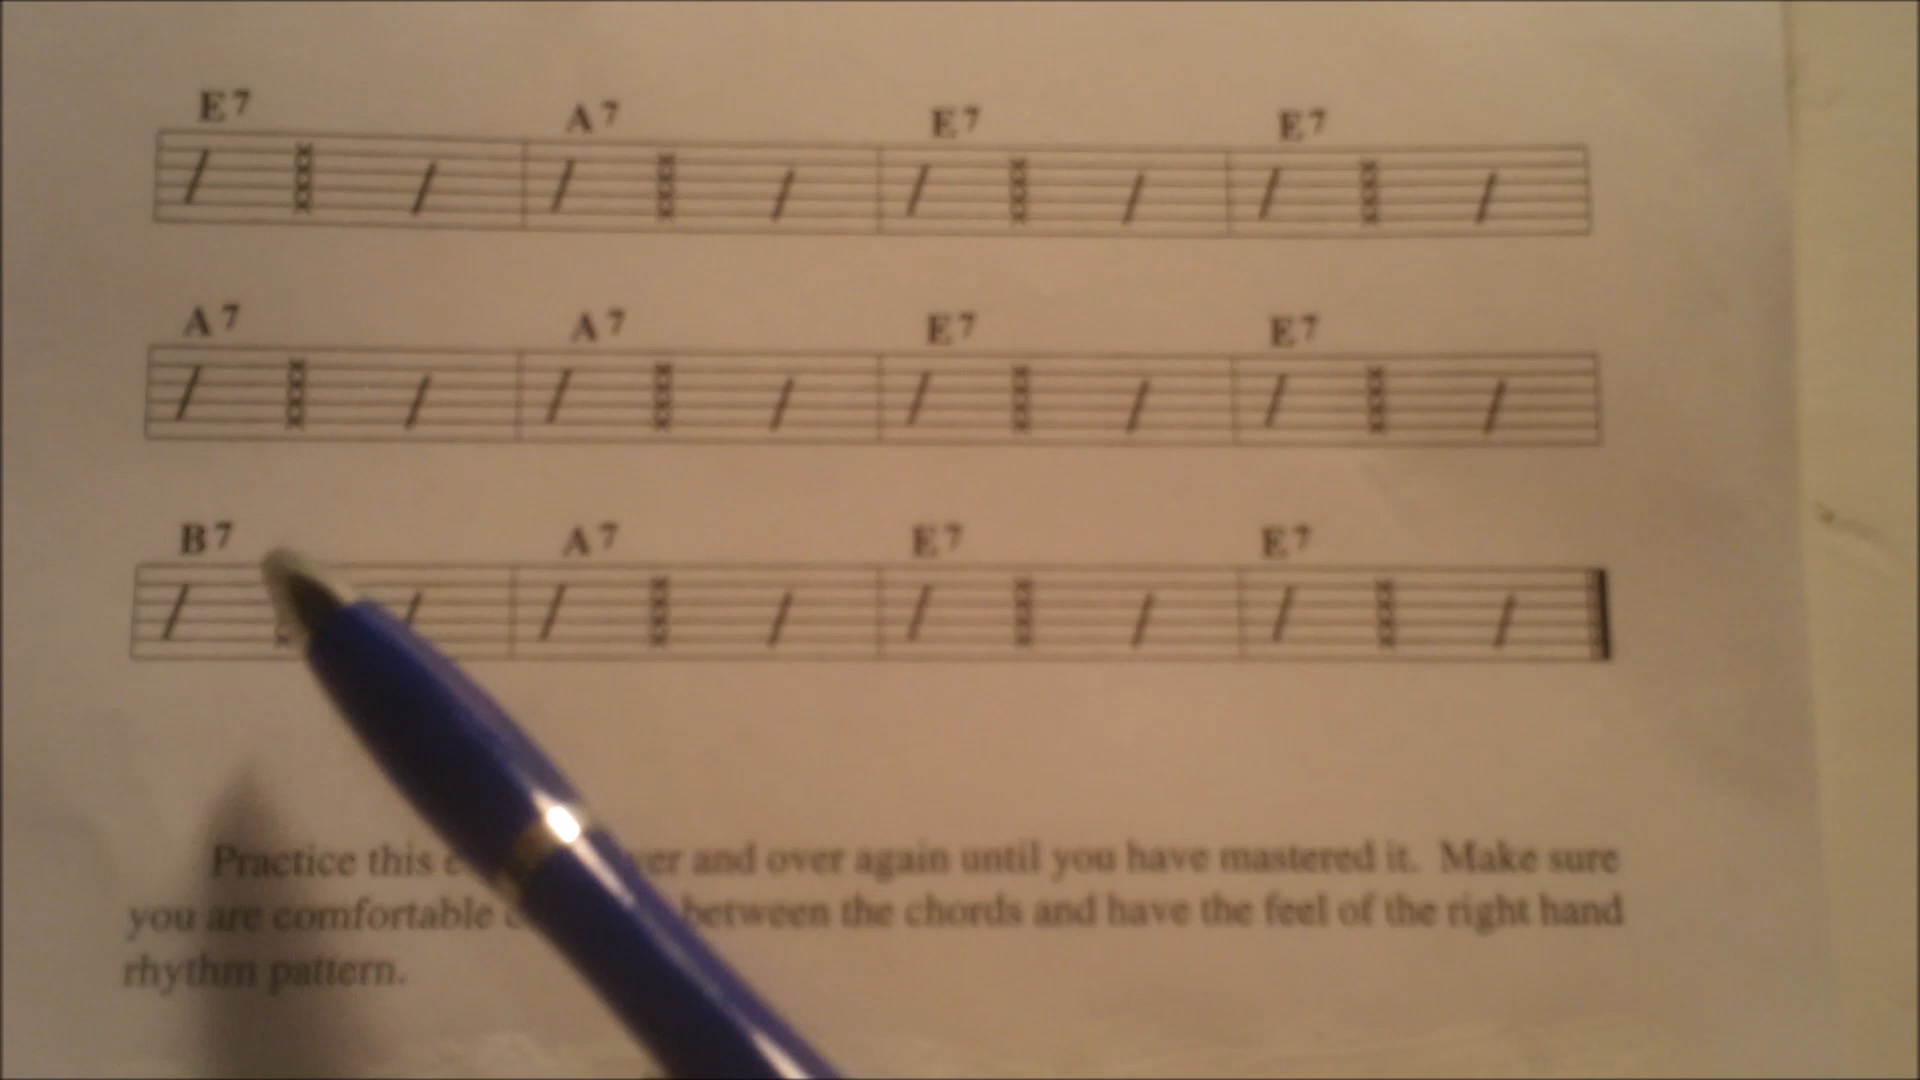 E7 A7 E7 E7
A7 A7 E7 E7
B7 A7 E7 E7
Practice this over and over again until you have mastered it. Make sure
you are comfortable between the chords and have the feel of the right hand
rhythm pattern.